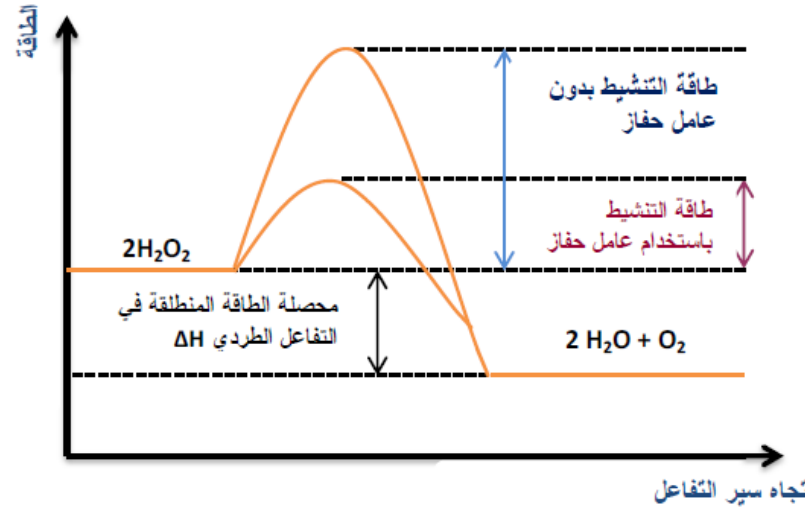 الطاقة
طاقة التنشيط بدون
عامل حفاز
طاقة التنشيط
باستخدام عامل حفاز
2H₂O₂
محصلة الطاقة المنطلقة في
التفاعل الطردي ΔH
2 H₂O + O₂
تجاه سير التفاعل